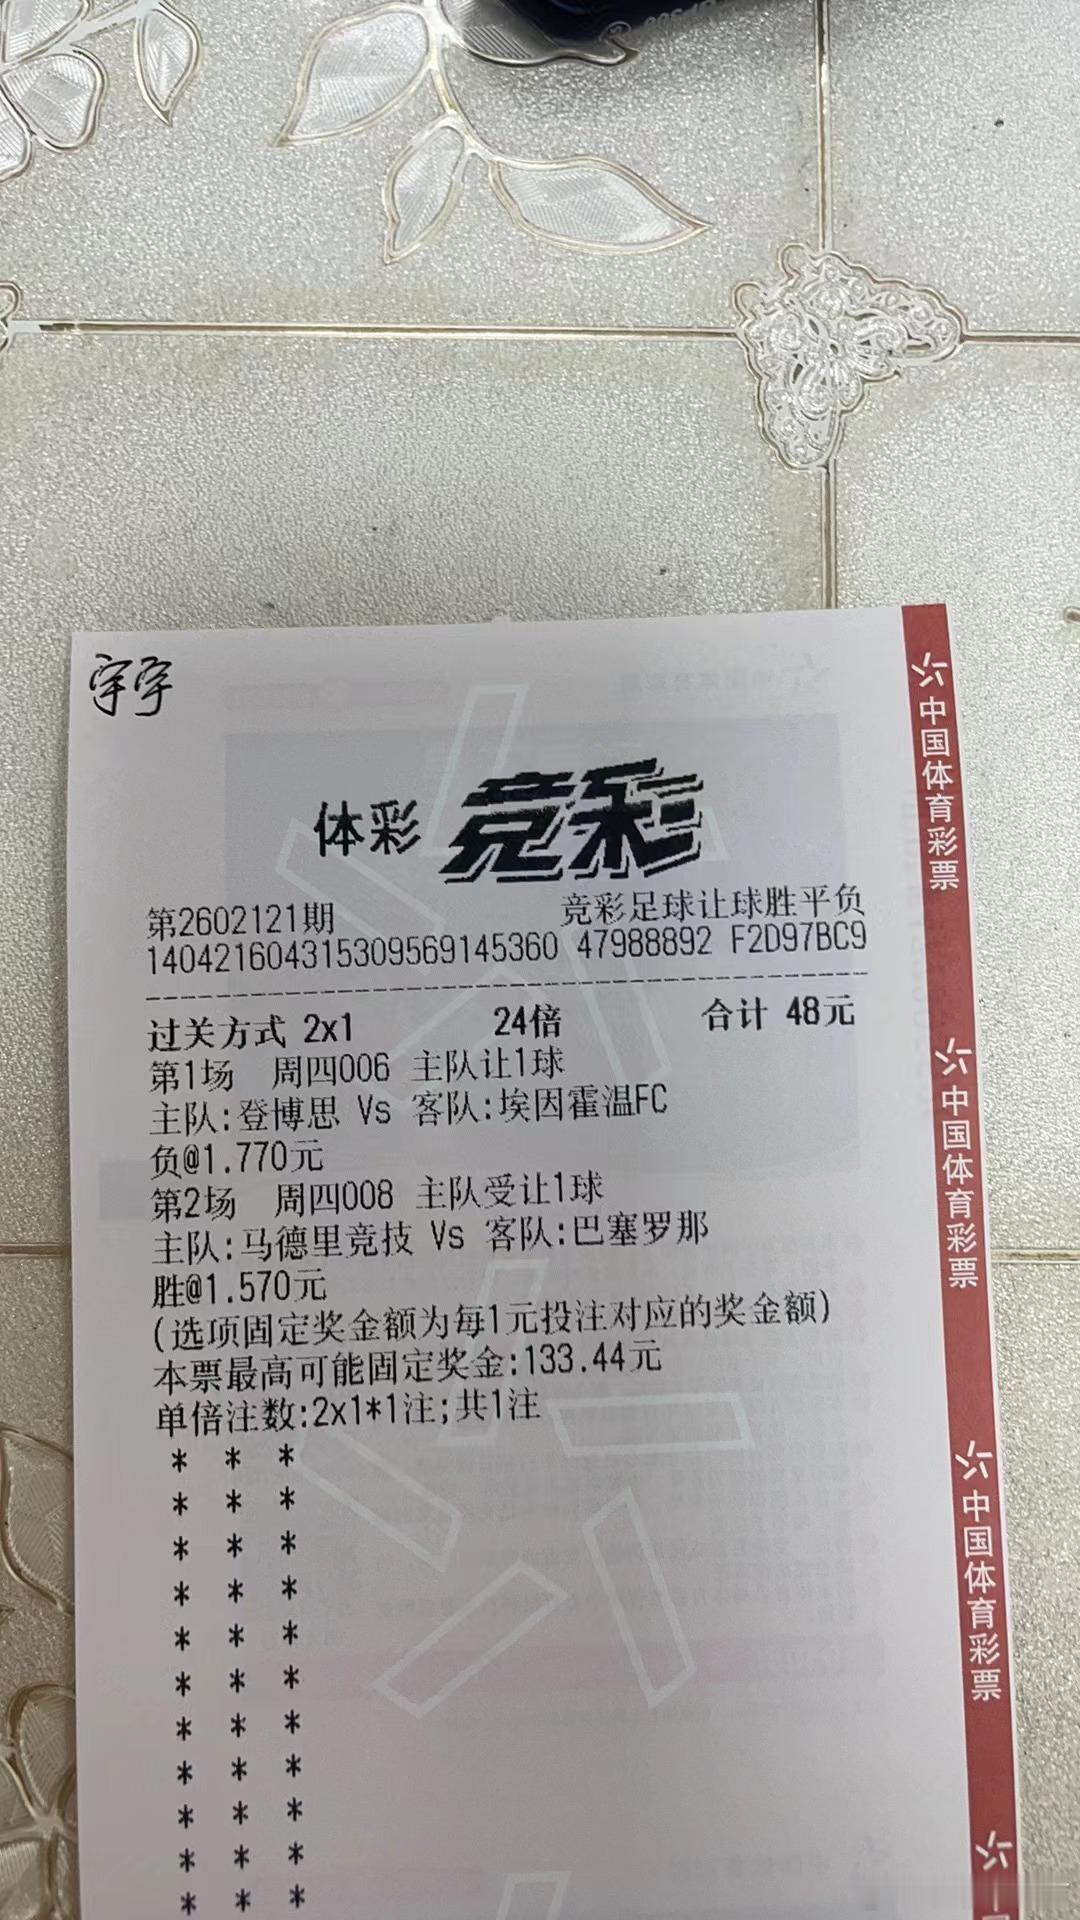 宇宇
体彩 竞彩
第2602121期 竞彩足球让球胜平负
140421604315309569145360 47988892 F2D97BC9
过关方式 2x1 24倍 合计 48元
第1场 周四006 主队让1球
主队:登博思 Vs 客队:埃因霍温FC
负@1.770元
第2场 周四008 主队受让1球
主队:马德里竞技 Vs 客队:巴塞罗那
胜@1.570元
(选项固定奖金额为每1元投注对应的奖金额)
本票最高可能固定奖金:133.44元
单倍注数:2x1*1注;共1注
* * *
* * *
* * *
* * *
* * *
* * *
* * *
* * *
* * *
* * *
* * *
中国体育彩票
中国体育彩票
中国体育彩票